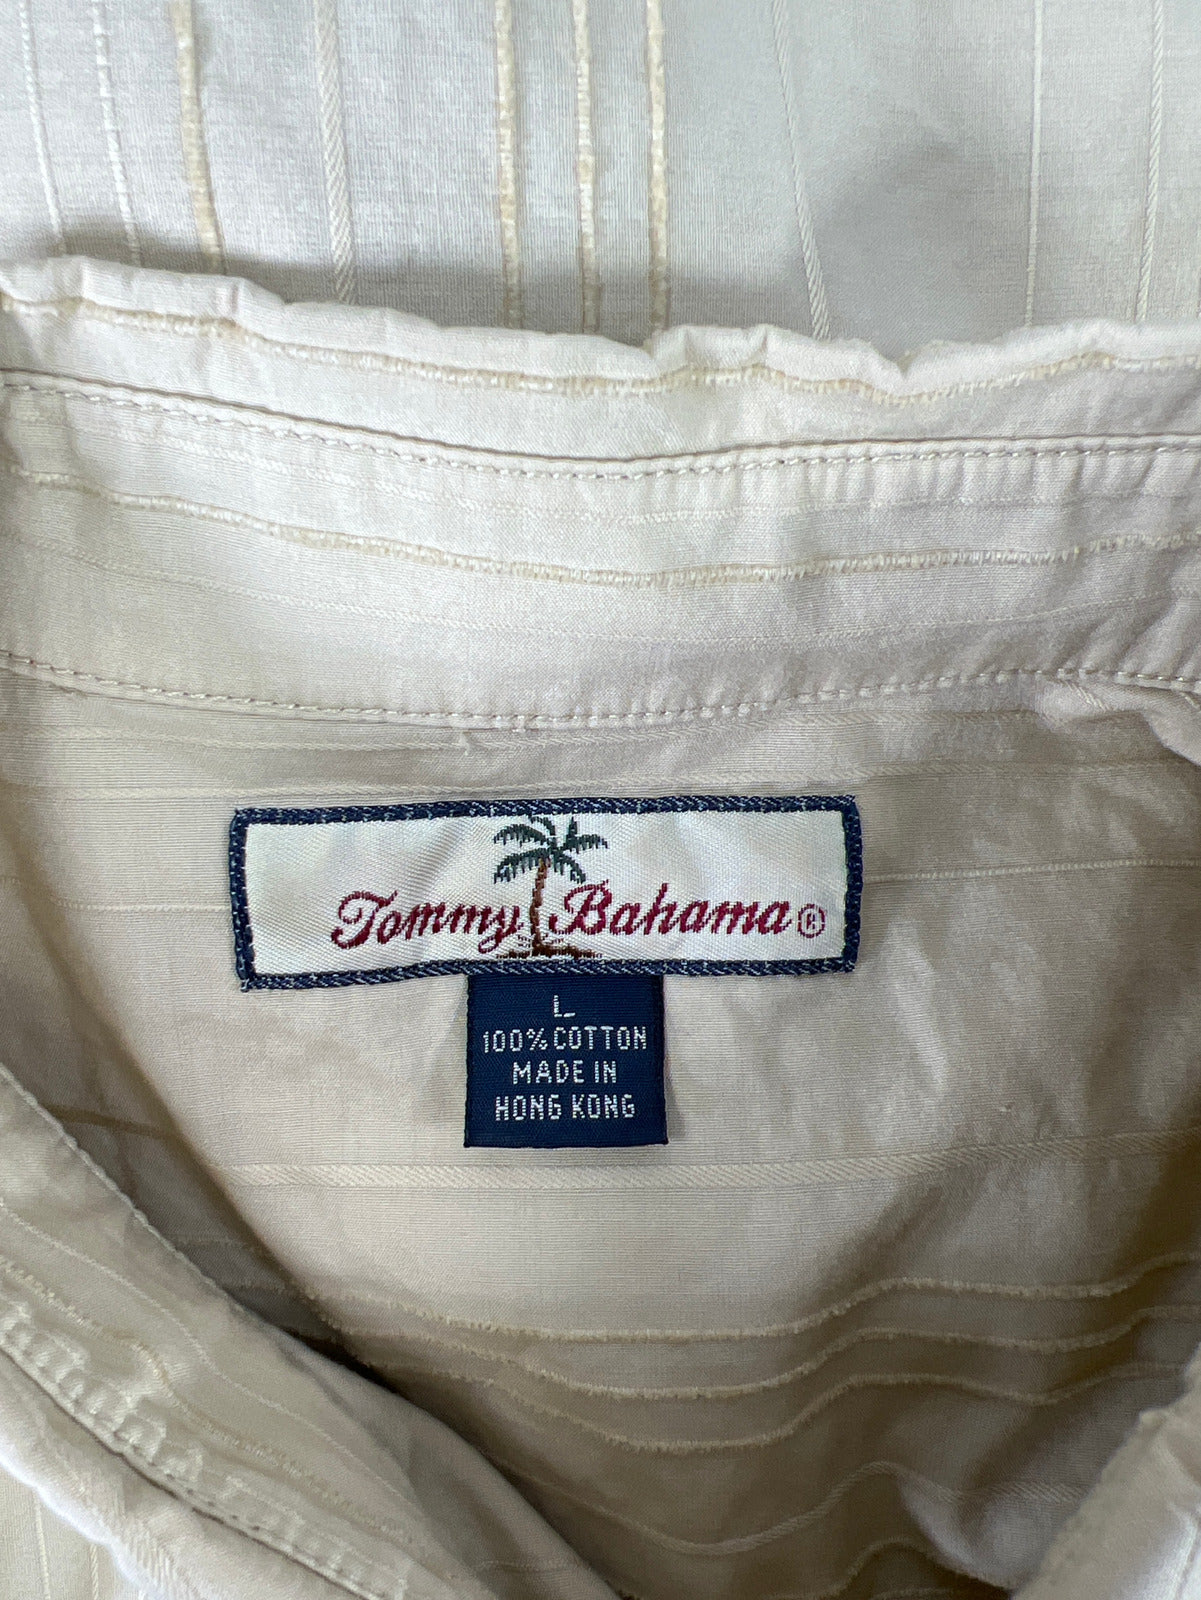 Tommy Bahama®
L
100% COTTON
MADE IN
HONG KONG